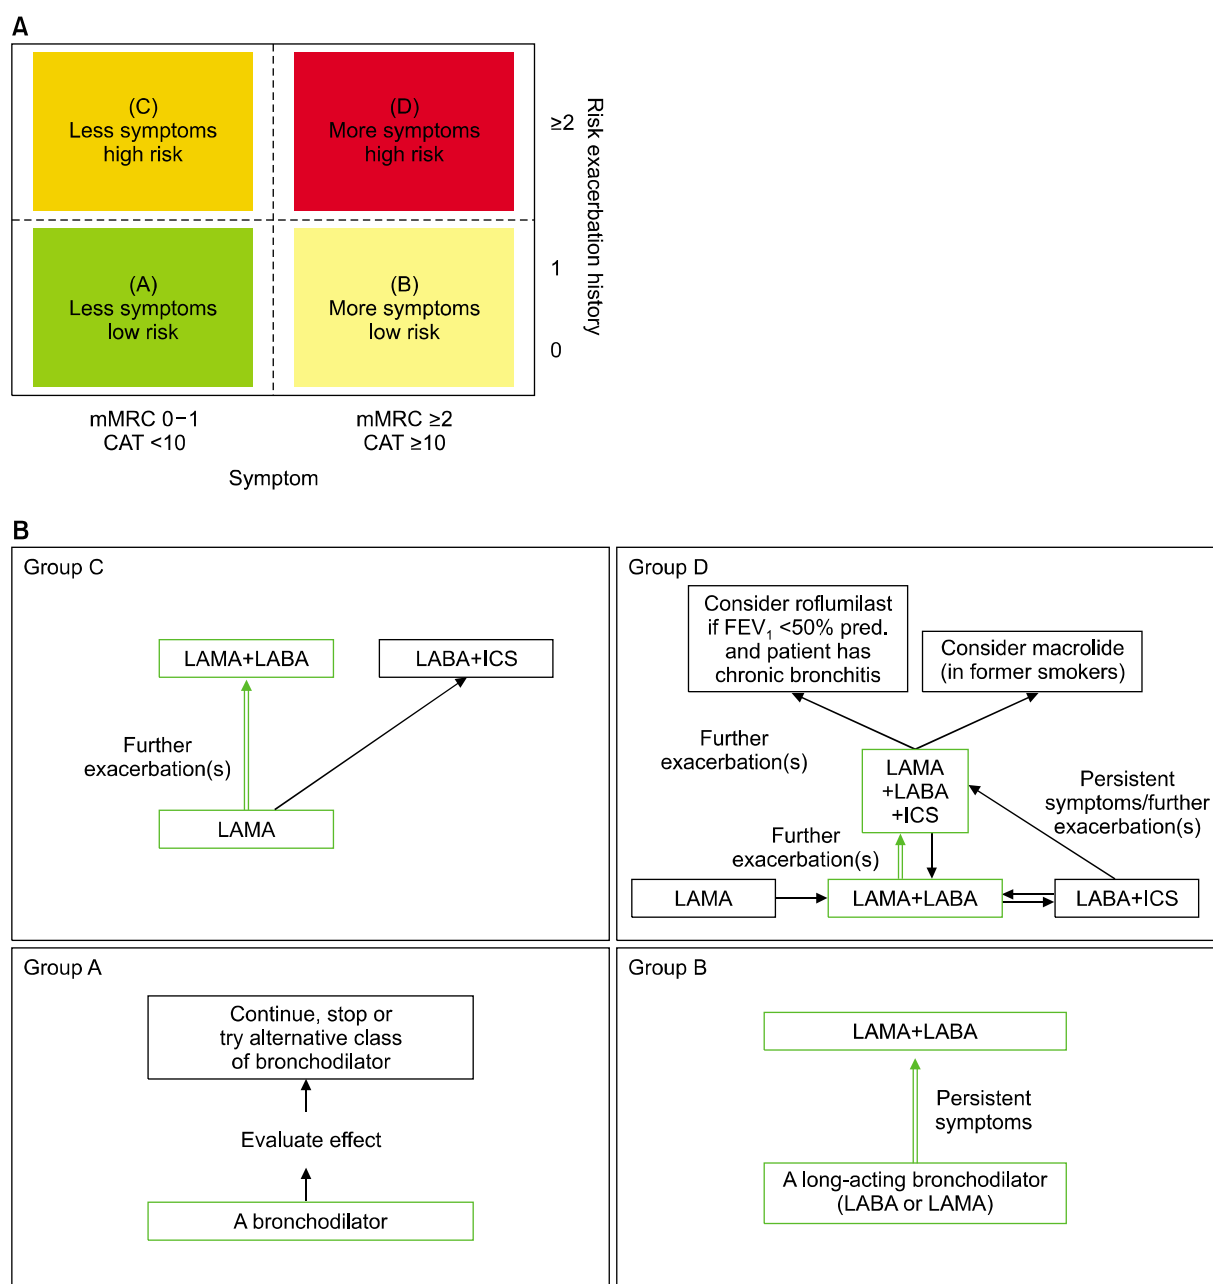 A
(C)
Less symptoms
high risk
(D)
More symptoms
high risk
(A)
Less symptoms
low risk
(B)
More symptoms
low risk
≥2
1
0
Risk exacerbation history
mMRC 0−1
CAT <10
mMRC ≥2
CAT ≥10
Symptom
B
Group C
LAMA+LABA
LABA+ICS
Further
exacerbation(s)
LAMA
Group D
Consider roflumilast
if FEV₁ <50% pred.
and patient has
chronic bronchitis
Consider macrolide
(in former smokers)
Further
exacerbation(s)
LAMA
+LABA
+ICS
Persistent
symptoms/further
exacerbation(s)
Further
exacerbation(s)
LAMA
LAMA+LABA
LABA+ICS
Group A
Continue, stop or
try alternative class
of bronchodilator
Evaluate effect
A bronchodilator
Group B
LAMA+LABA
Persistent
symptoms
A long-acting bronchodilator
(LABA or LAMA)